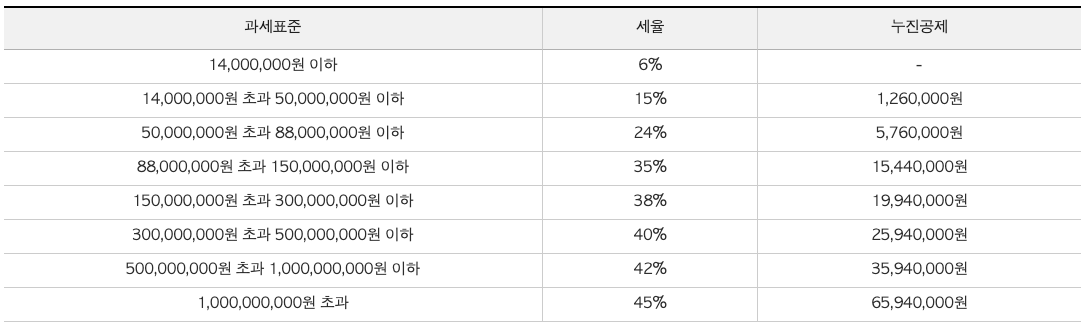 과세표준 세율 누진공제
14,000,000원 이하 6% -
14,000,000원 초과 50,000,000원 이하 15% 1,260,000원
50,000,000원 초과 88,000,000원 이하 24% 5,760,000원
88,000,000원 초과 150,000,000원 이하 35% 15,440,000원
150,000,000원 초과 300,000,000원 이하 38% 19,940,000원
300,000,000원 초과 500,000,000원 이하 40% 25,940,000원
500,000,000원 초과 1,000,000,000원 이하 42% 35,940,000원
1,000,000,000원 초과 45% 65,940,000원